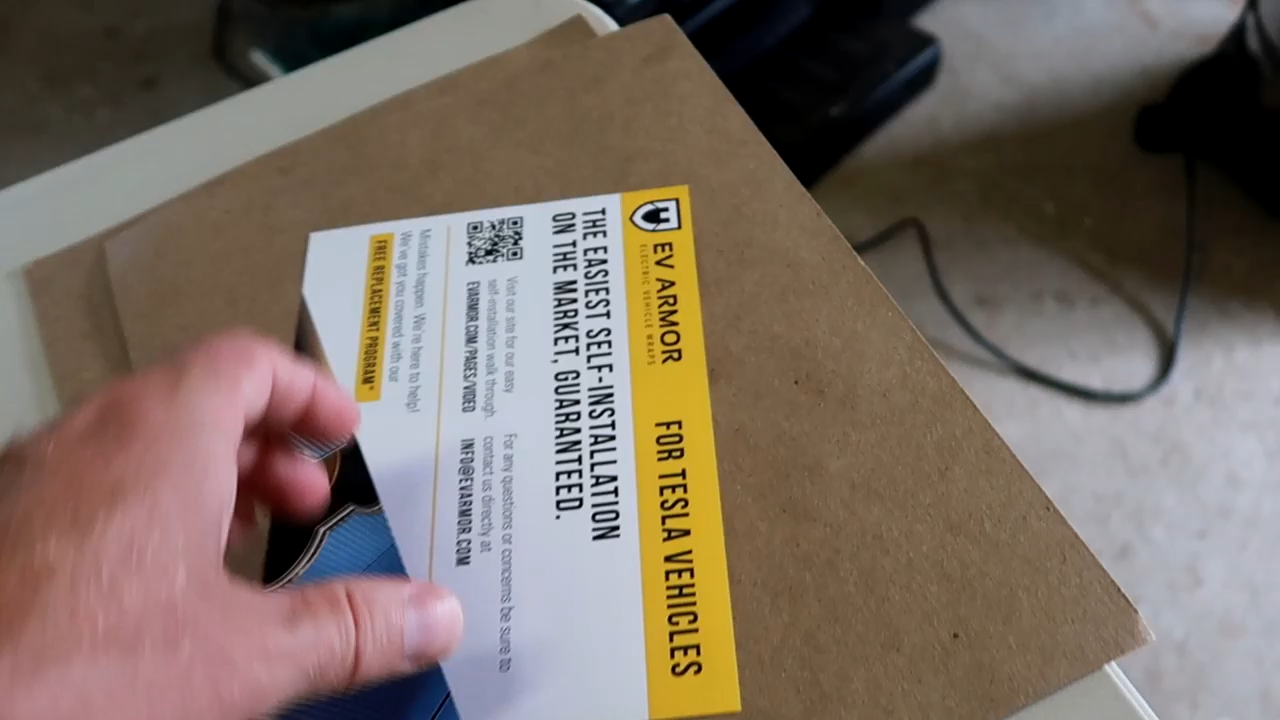 EV ARMOR
ELECTRIC VEHICLE WRAPS
FOR TESLA VEHICLES
THE EASIEST SELF-INSTALLATION
ON THE MARKET, GUARANTEED.
Visit our site for our easy
self-installation walk through.
EVARMOR.COM/PAGES/VIDEO
For any questions or concerns be sure to
contact us directly at
INFO@EVARMOR.COM
Mistakes happen. We're here to help!
We've got you covered with our
FREE REPLACEMENT PROGRAM*